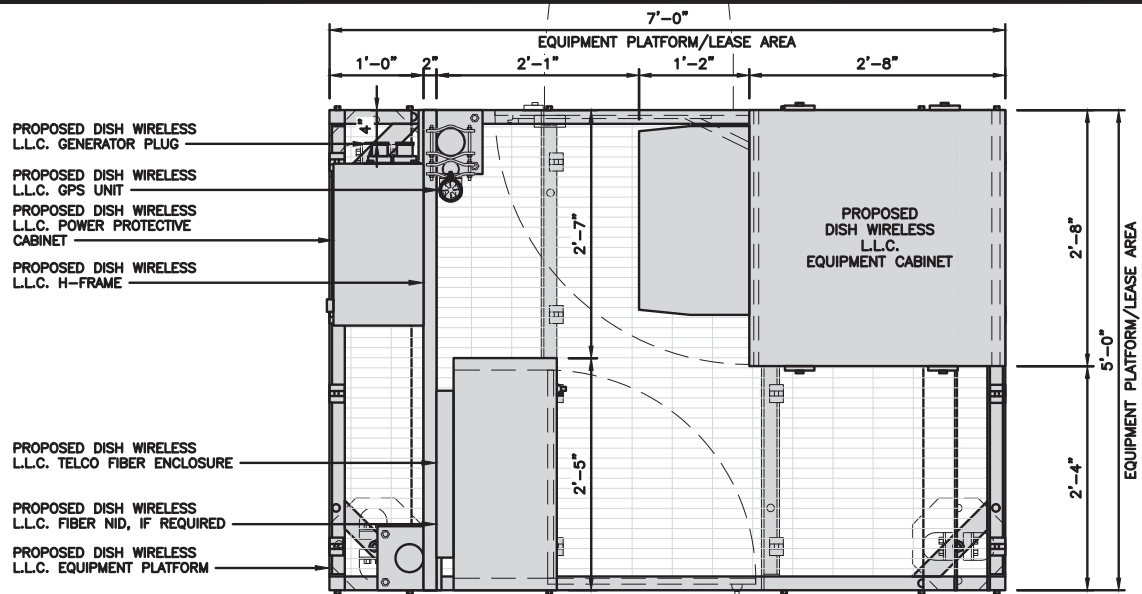 7'-0"
EQUIPMENT PLATFORM/LEASE AREA
1'-0"
2"
2'-1"
1'-2"
2'-8"
4"
PROPOSED DISH WIRELESS
L.L.C. GENERATOR PLUG
PROPOSED DISH WIRELESS
L.L.C. GPS UNIT
PROPOSED DISH WIRELESS
L.L.C. POWER PROTECTIVE
CABINET
PROPOSED DISH WIRELESS
L.L.C. H-FRAME
PROPOSED DISH WIRELESS
L.L.C. TELCO FIBER ENCLOSURE
PROPOSED DISH WIRELESS
L.L.C. FIBER NID, IF REQUIRED
PROPOSED DISH WIRELESS
L.L.C. EQUIPMENT PLATFORM
2'-7"
2'-5"
PROPOSED
DISH WIRELESS
L.L.C.
EQUIPMENT CABINET
2'-8"
2'-4"
5'-0"
EQUIPMENT PLATFORM/LEASE AREA